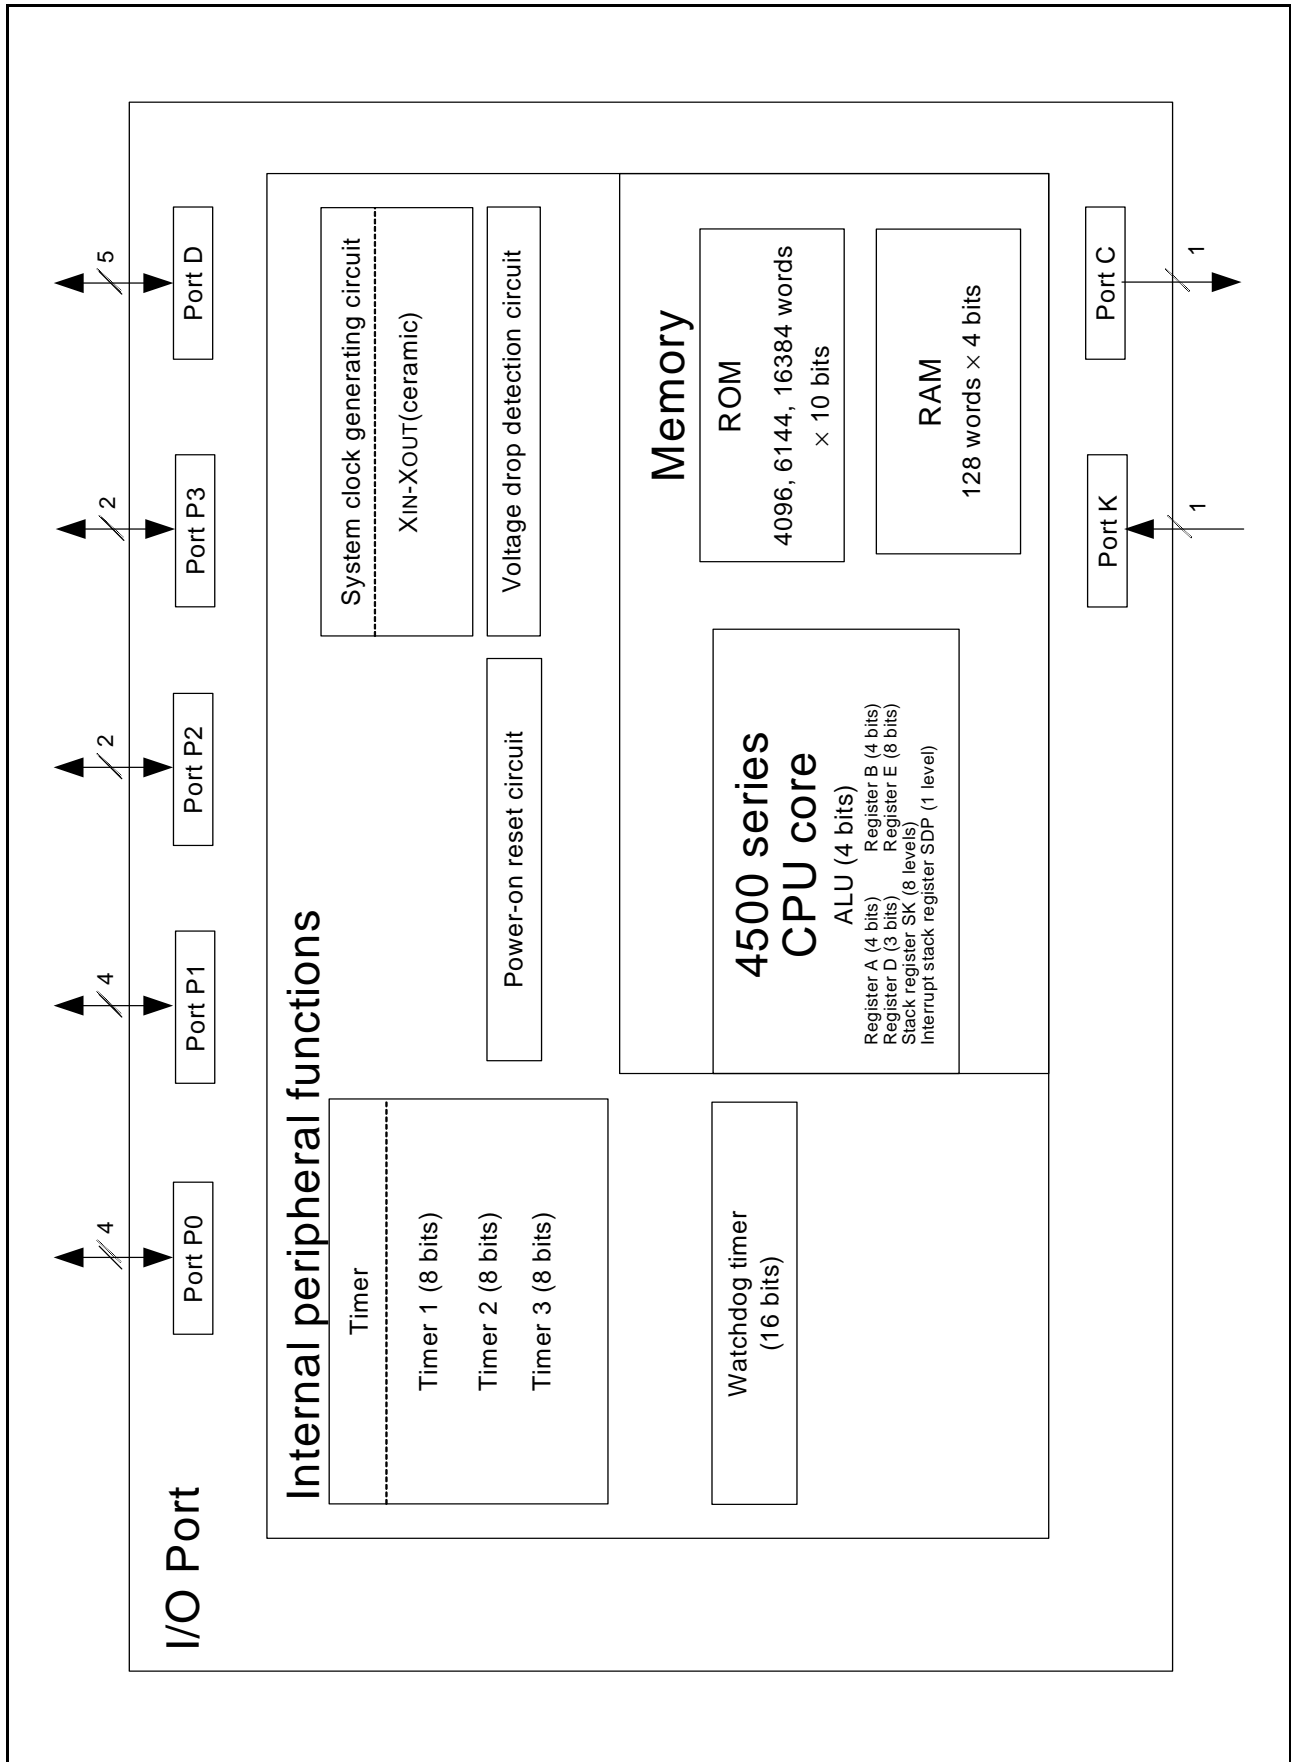 I/O Port
4
4
2
2
5
Port P0
Port P1
Port P2
Port P3
Port D
Internal peripheral functions
Timer
Timer 1 (8 bits)
Timer 2 (8 bits)
Timer 3 (8 bits)
System clock generating circuit
XIN-XOUT(ceramic)
Power-on reset circuit
Voltage drop detection circuit
Watchdog timer
(16 bits)
4500 series
CPU core
ALU (4 bits)
Register A (4 bits) Register B (4 bits)
Register D (3 bits) Register E (8 bits)
Stack register SK (8 levels)
Interrupt stack register SDP (1 level)
Memory
ROM
4096, 6144, 16384 words
× 10 bits
RAM
128 words × 4 bits
Port K
Port C
1
1